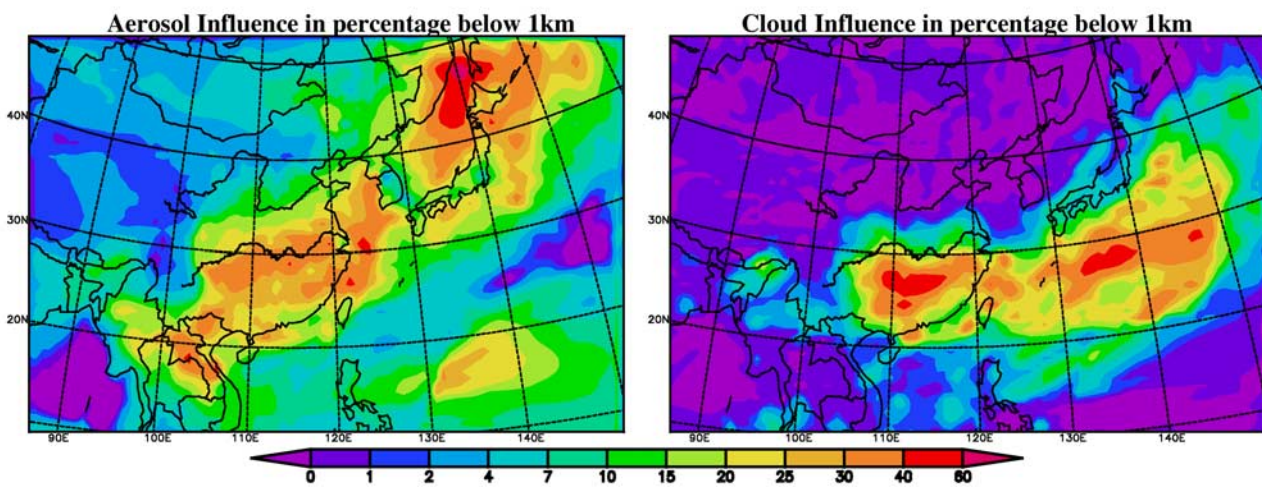 Aerosol Influence in percentage below 1km
Cloud Influence in percentage below 1km
40N
30N
20N
90E 100E 110E 120E 130E 140E
40N
30N
20N
90E 100E 110E 120E 130E 140E
0 1 2 4 7 10 15 20 25 30 40 60